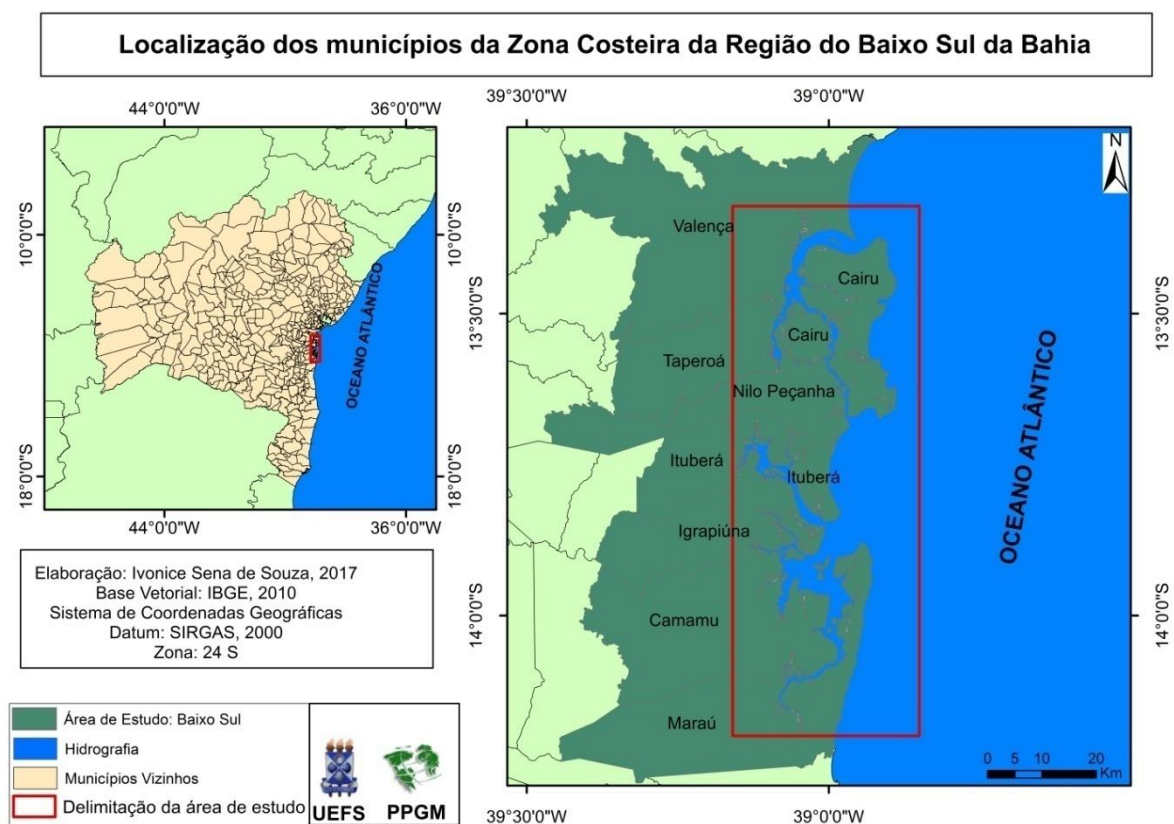 Localização dos municípios da Zona Costeira da Região do Baixo Sul da Bahia
44°0'0"W
36°0'0"W
10°0'0"S
10°0'0"S
18°0'0"S
18°0'0"S
OCEANO ATLÂNTICO
44°0'0"W
36°0'0"W
39°30'0"W
39°0'0"W
N
Valença
Cairu
13°30'0"S
Cairu
Taperoá
Nilo Peçanha
Ituberá
Ituberá
Igrapiúna
OCEANO ATLÂNTICO
14°0'0"S
14°0'0"S
13°30'0"S
Camamu
Maraú
0 5 10 20
Km
39°30'0"W
39°0'0"W
Elaboração: Ivonice Sena de Souza, 2017
Base Vetorial: IBGE, 2010
Sistema de Coordenadas Geográficas
Datum: SIRGAS, 2000
Zona: 24 S
Área de Estudo: Baixo Sul
Hidrografia
Municípios Vizinhos
Delimitação da área de estudo
UEFS
PPGM